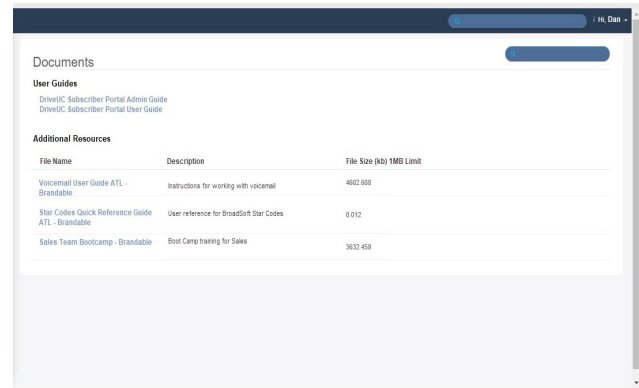 Hi, Dan
Documents
User Guides
DriveUC Subscriber Portal Admin Guide
DriveUC Subscriber Portal User Guide
Additional Resources
File Name Description File Size (kb) 1MB Limit
Voicemail User Guide ATL -
Brandable
Instructions for working with voicemail
4602.688
Star Codes Quick Reference Guide
ATL - Brandable
User reference for BroadSoft Star Codes
0.012
Sales Team Bootcamp - Brandable
Boot Camp training for Sales
3632.459